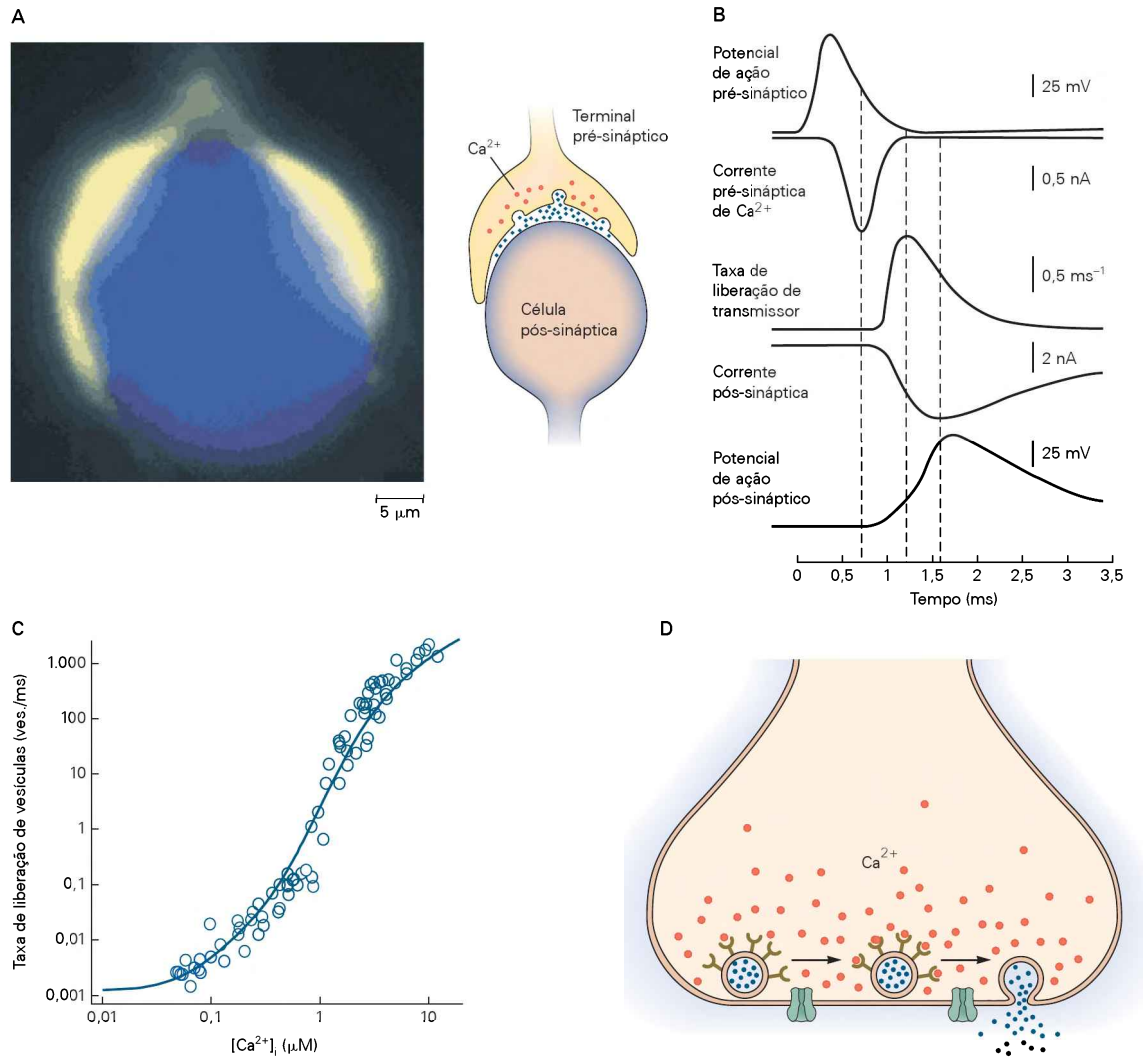 A
Ca2+
Terminal
pré-sináptico
Célula
pós-sináptica
5 μm
B
Potencial
de ação
pré-sináptico
25 mV
Corrente
pré-sináptica
de Ca2+
0,5 nA
Taxa de
liberação de
transmissor
0,5 ms–1
Corrente
pós-sináptica
2 nA
Potencial
de ação
pós-sináptico
25 mV
0 0,5 1 1,5 2 2,5 3 3,5
Tempo (ms)
C
Taxa de liberação de vesículas (ves./ms)
1.000
100
10
1
0,1
0,01
0,001
0,01 0,1 1 10
[Ca2+]i (μM)
D
Ca2+